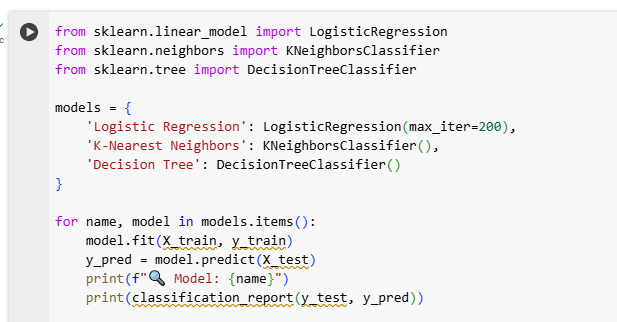 from sklearn.linear_model import LogisticRegression
from sklearn.neighbors import KNeighborsClassifier
from sklearn.tree import DecisionTreeClassifier

models = {
    'Logistic Regression': LogisticRegression(max_iter=200),
    'K-Nearest Neighbors': KNeighborsClassifier(),
    'Decision Tree': DecisionTreeClassifier()
}

for name, model in models.items():
    model.fit(X_train, y_train)
    y_pred = model.predict(X_test)
    print(f"🔍 Model: {name}")
    print(classification_report(y_test, y_pred))